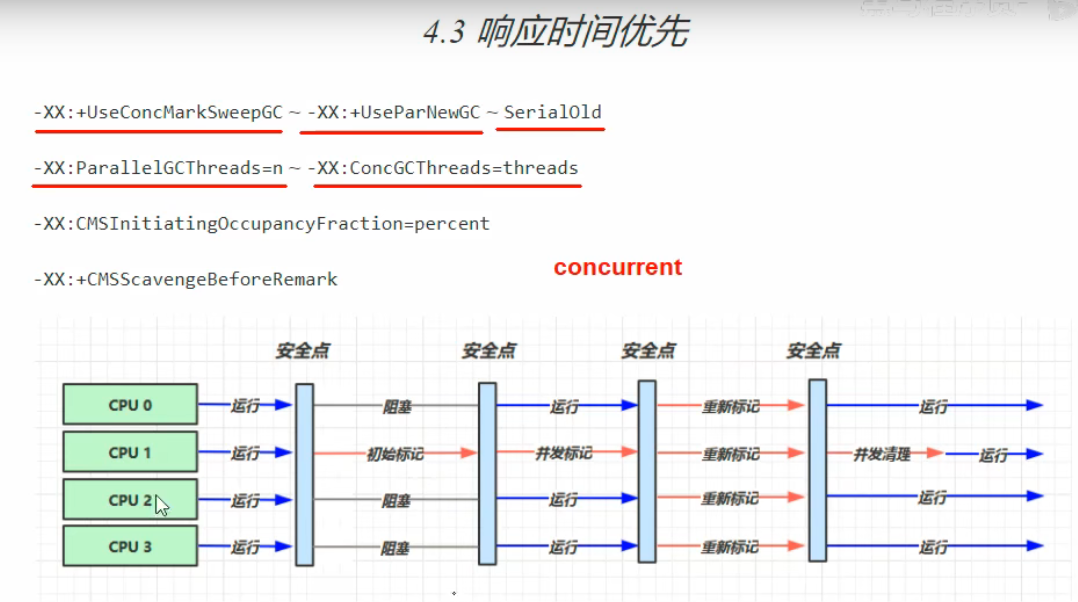 4.3 响应时间优先
-XX:+UseConcMarkSweepGC ~ -XX:+UseParNewGC ~ SerialOld
-XX:ParallelGCThreads=n ~ -XX:ConcGCThreads=threads
-XX:CMSInitiatingOccupancyFraction=percent
concurrent
-XX:+CMSScavengeBeforeRemark
安全点 安全点 安全点 安全点
CPU 0 运行 阻塞 运行 重新标记 运行
CPU 1 运行 初始标记 并发标记 重新标记 并发清理 运行
CPU 2 运行 阻塞 运行 重新标记 运行
CPU 3 运行 阻塞 运行 重新标记 运行